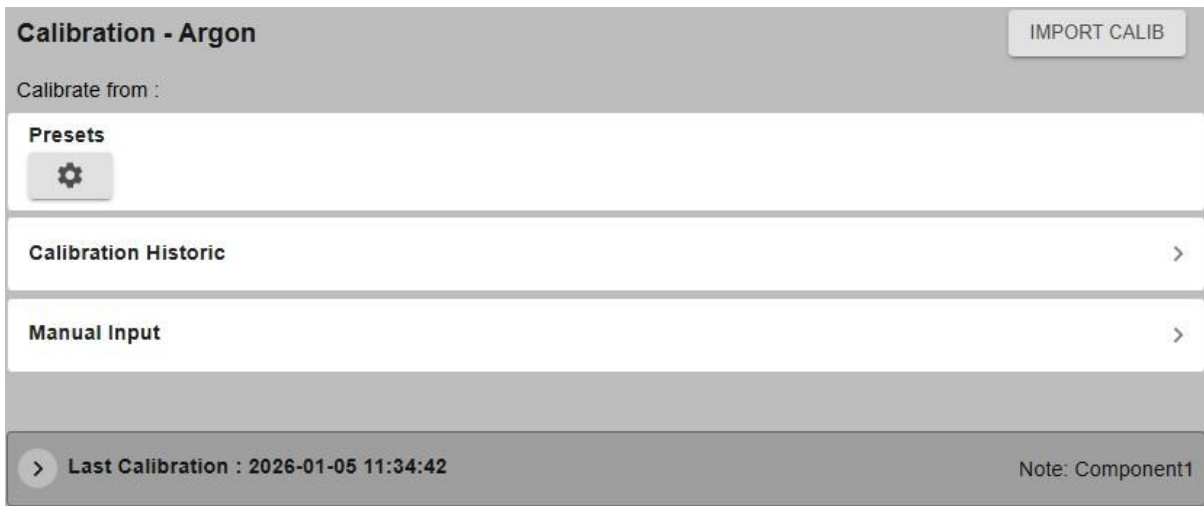 Calibration - Argon
IMPORT CALIB
Calibrate from :
Presets
Calibration Historic
Manual Input
Last Calibration : 2026-01-05 11:34:42
Note: Component1